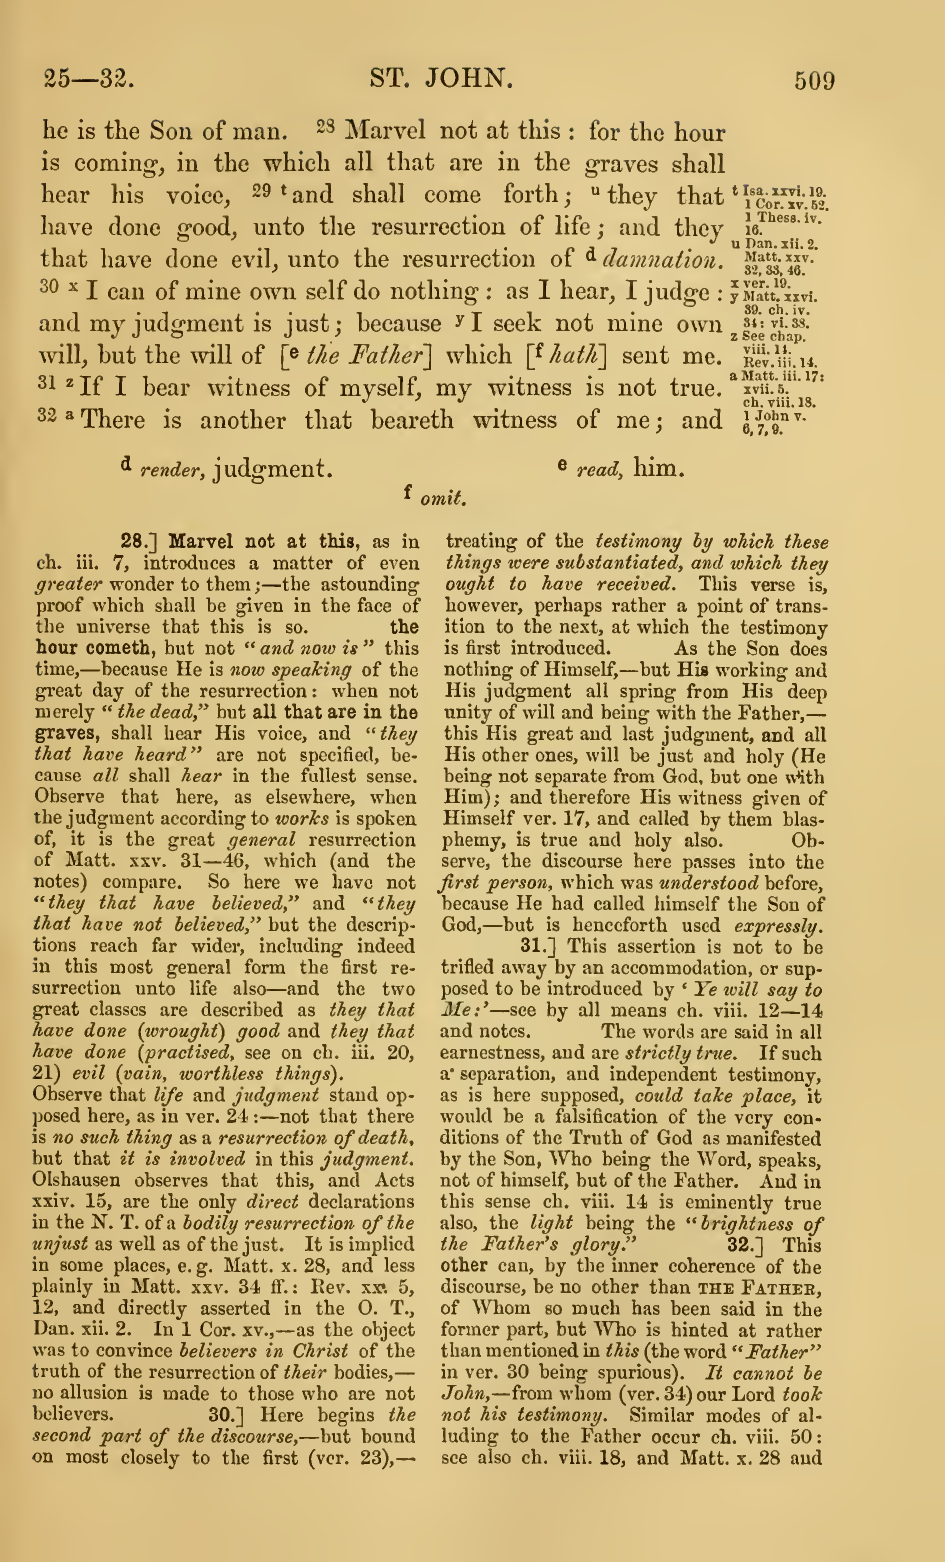 25—32. ST. JOHN. 509
he is the Son of man. 28 Marvel not at this : for the hour
is coming, in the which all that are in the graves shall
hear his voice, 29 t and shall come forth ; u they that
have done good, unto the resurrection of life ; and they
that have done evil, unto the resurrection of d damnation.
30 x I can of mine own self do nothing : as I hear, I judge :
and my judgment is just ; because y I seek not mine own
will, but the will of [e the Father] which [f hath] sent me.
31 z If I bear witness of myself, my witness is not true.
32 a There is another that beareth witness of me ; and
t Isa. xxvi. 19.
1 Cor. xv. 52.
1 Thess. iv.
16.
u Dan. xii. 2.
Matt. xxv.
32, 33, 46.
x ver. 19.
y Matt. xxvi.
39. ch. iv.
34: vi. 38.
z See chap.
viii. 14.
Rev. iii. 14.
a Matt. iii. 17:
xvii. 5.
ch. viii. 18.
1 John v.
6, 7, 9.
d render, judgment. e read, him.
f omit.
28.] Marvel not at this, as in
ch. iii. 7, introduces a matter of even
greater wonder to them ;—the astounding
proof which shall be given in the face of
the universe that this is so. the
hour cometh, but not “ and now is ” this
time,—because He is now speaking of the
great day of the resurrection : when not
merely “ the dead,” but all that are in the
graves, shall hear His voice, and “they
that have heard” are not specified, be-
cause all shall hear in the fullest sense.
Observe that here, as elsewhere, when
the judgment according to works is spoken
of, it is the great general resurrection
of Matt. xxv. 31—46, which (and the
notes) compare. So here we have not
“they that have believed,” and “they
that have not believed,” but the descrip-
tions reach far wider, including indeed
in this most general form the first re-
surrection unto life also—and the two
great classes are described as they that
have done (wrought) good and they that
have done (practised, see on ch. iii. 20,
21) evil (vain, worthless things).
Observe that life and judgment stand op-
posed here, as in ver. 24 :—not that there
is no such thing as a resurrection of death,
but that it is involved in this judgment.
Olshausen observes that this, and Acts
xxiv. 15, are the only direct declarations
in the N. T. of a bodily resurrection of the
unjust as well as of the just. It is implied
in some places, e. g. Matt. x. 28, and less
plainly in Matt. xxv. 34 ff. : Rev. xx. 5,
12, and directly asserted in the O. T.,
Dan. xii. 2. In 1 Cor. xv.,—as the object
was to convince believers in Christ of the
truth of the resurrection of their bodies,—
no allusion is made to those who are not
believers. 30.] Here begins the
second part of the discourse,—but bound
on most closely to the first (ver. 23),—
treating of the testimony by which these
things were substantiated, and which they
ought to have received. This verse is,
however, perhaps rather a point of trans-
ition to the next, at which the testimony
is first introduced. As the Son does
nothing of Himself,—but His working and
His judgment all spring from His deep
unity of will and being with the Father,—
this His great and last judgment, and all
His other ones, will be just and holy (He
being not separate from God, but one with
Him) ; and therefore His witness given of
Himself ver. 17, and called by them blas-
phemy, is true and holy also. Ob-
serve, the discourse here passes into the
first person, which was understood before,
because He had called himself the Son of
God,—but is henceforth used expressly.
31.] This assertion is not to be
trifled away by an accommodation, or sup-
posed to be introduced by ‘ Ye will say to
Me:’—see by all means ch. viii. 12—14
and notes. The words are said in all
earnestness, and are strictly true. If such
a separation, and independent testimony,
as is here supposed, could take place, it
would be a falsification of the very con-
ditions of the Truth of God as manifested
by the Son, Who being the Word, speaks,
not of himself, but of the Father. And in
this sense ch. viii. 14 is eminently true
also, the light being the “brightness of
the Father's glory.” 32.] This
other can, by the inner coherence of the
discourse, be no other than THE FATHER,
of Whom so much has been said in the
former part, but Who is hinted at rather
than mentioned in this (the word “Father”
in ver. 30 being spurious). It cannot be
John,—from whom (ver. 34) our Lord took
not his testimony. Similar modes of al-
luding to the Father occur ch. viii. 50 :
see also ch. viii. 18, and Matt. x. 28 and